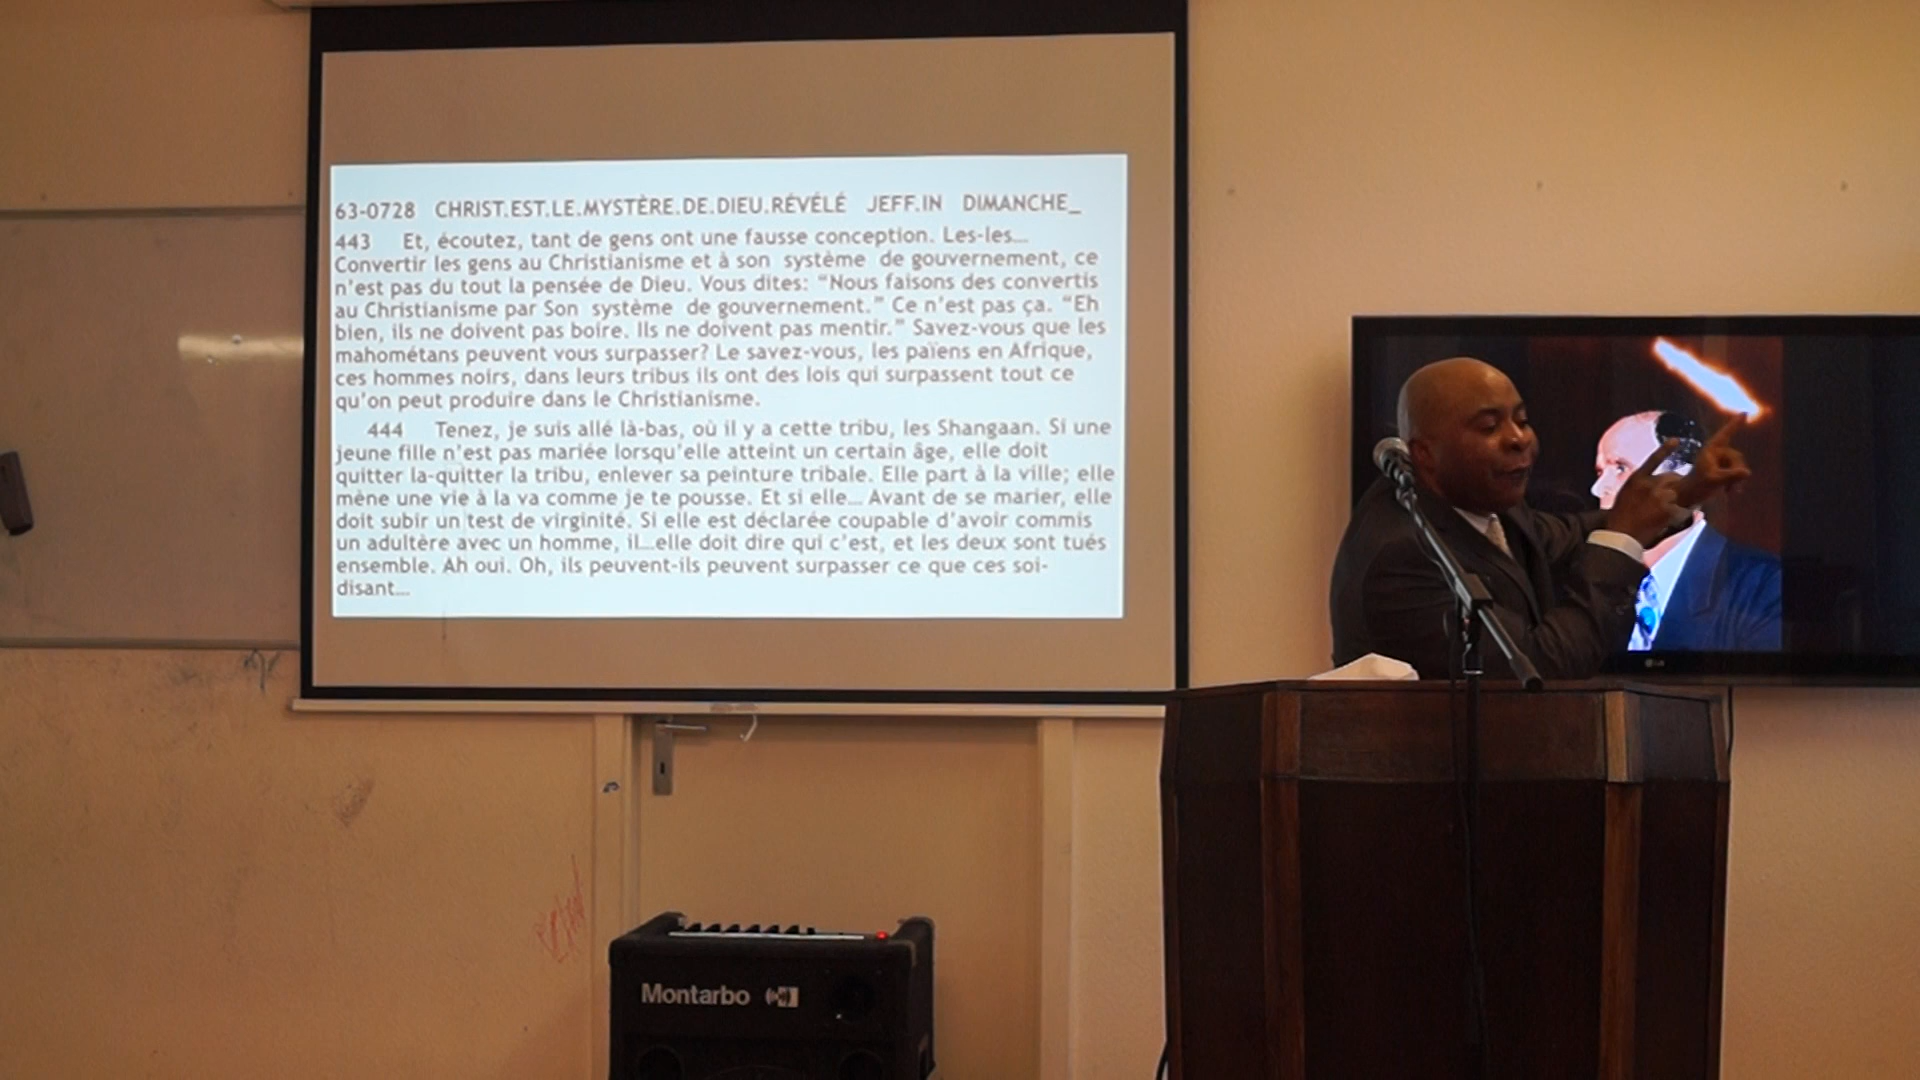 63-0728 CHRIST.EST.LE.MYSTÈRE.DE.DIEU.RÉVÉLÉ JEFF.IN DIMANCHE_
443 Et, écoutez, tant de gens ont une fausse conception. Les-les...
Convertir les gens au Christianisme et à son système de gouvernement, ce
n'est pas du tout la pensée de Dieu. Vous dites: “Nous faisons des convertis
au Christianisme par Son système de gouvernement.” Ce n'est pas ça. “Eh
bien, ils ne doivent pas boire. Ils ne doivent pas mentir.” Savez-vous que les
mahométans peuvent vous surpasser? Le savez-vous, les païens en Afrique,
ces hommes noirs, dans leurs tribus ils ont des lois qui surpassent tout ce
qu'on peut produire dans le Christianisme.
444 Tenez, je suis allé là-bas, où il y a cette tribu, les Shangaan. Si une
jeune fille n'est pas mariée lorsqu'elle atteint un certain âge, elle doit
quitter la-quitter la tribu, enlever sa peinture tribale. Elle part à la ville; elle
mène une vie à la va comme je te pousse. Et si elle... Avant de se marier, elle
doit subir un test de virginité. Si elle est déclarée coupable d'avoir commis
un adultère avec un homme, il...elle doit dire qui c'est, et les deux sont tués
ensemble. Ah oui. Oh, ils peuvent-ils peuvent surpasser ce que ces soi-
disant...
LG
Montarbo